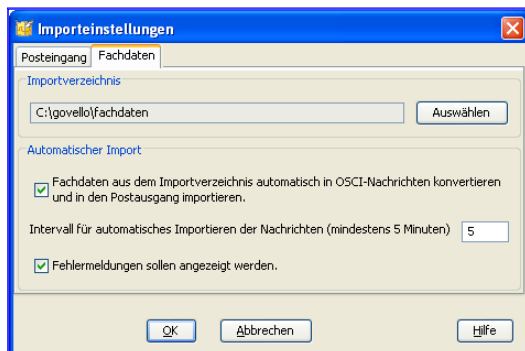 Importeinstellungen
Posteingang Fachdaten
Importverzeichnis
C:\govello\fachdaten Auswählen
Automatischer Import
Fachdaten aus dem Importverzeichnis automatisch in OSCI-Nachrichten konvertieren
und in den Postausgang importieren.
Intervall für automatisches Importieren der Nachrichten (mindestens 5 Minuten) 5
Fehlermeldungen sollen angezeigt werden.
OK Abbrechen Hilfe